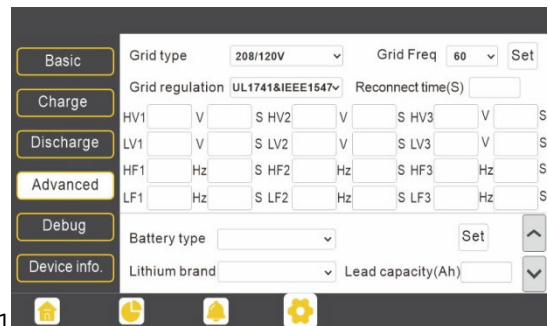 Basic
Charge
Discharge
Advanced
Debug
Device info.
Grid type 208/120V Grid Freq 60 Set
Grid regulation UL1741&IEEE1547 Reconnect time(S)
HV1 V S HV2 V S HV3 V S
LV1 V S LV2 V S LV3 V S
HF1 Hz S HF2 Hz S HF3 Hz S
LF1 Hz S LF2 Hz S LF3 Hz S
Battery type Set
Lithium brand Lead capacity(Ah)
1